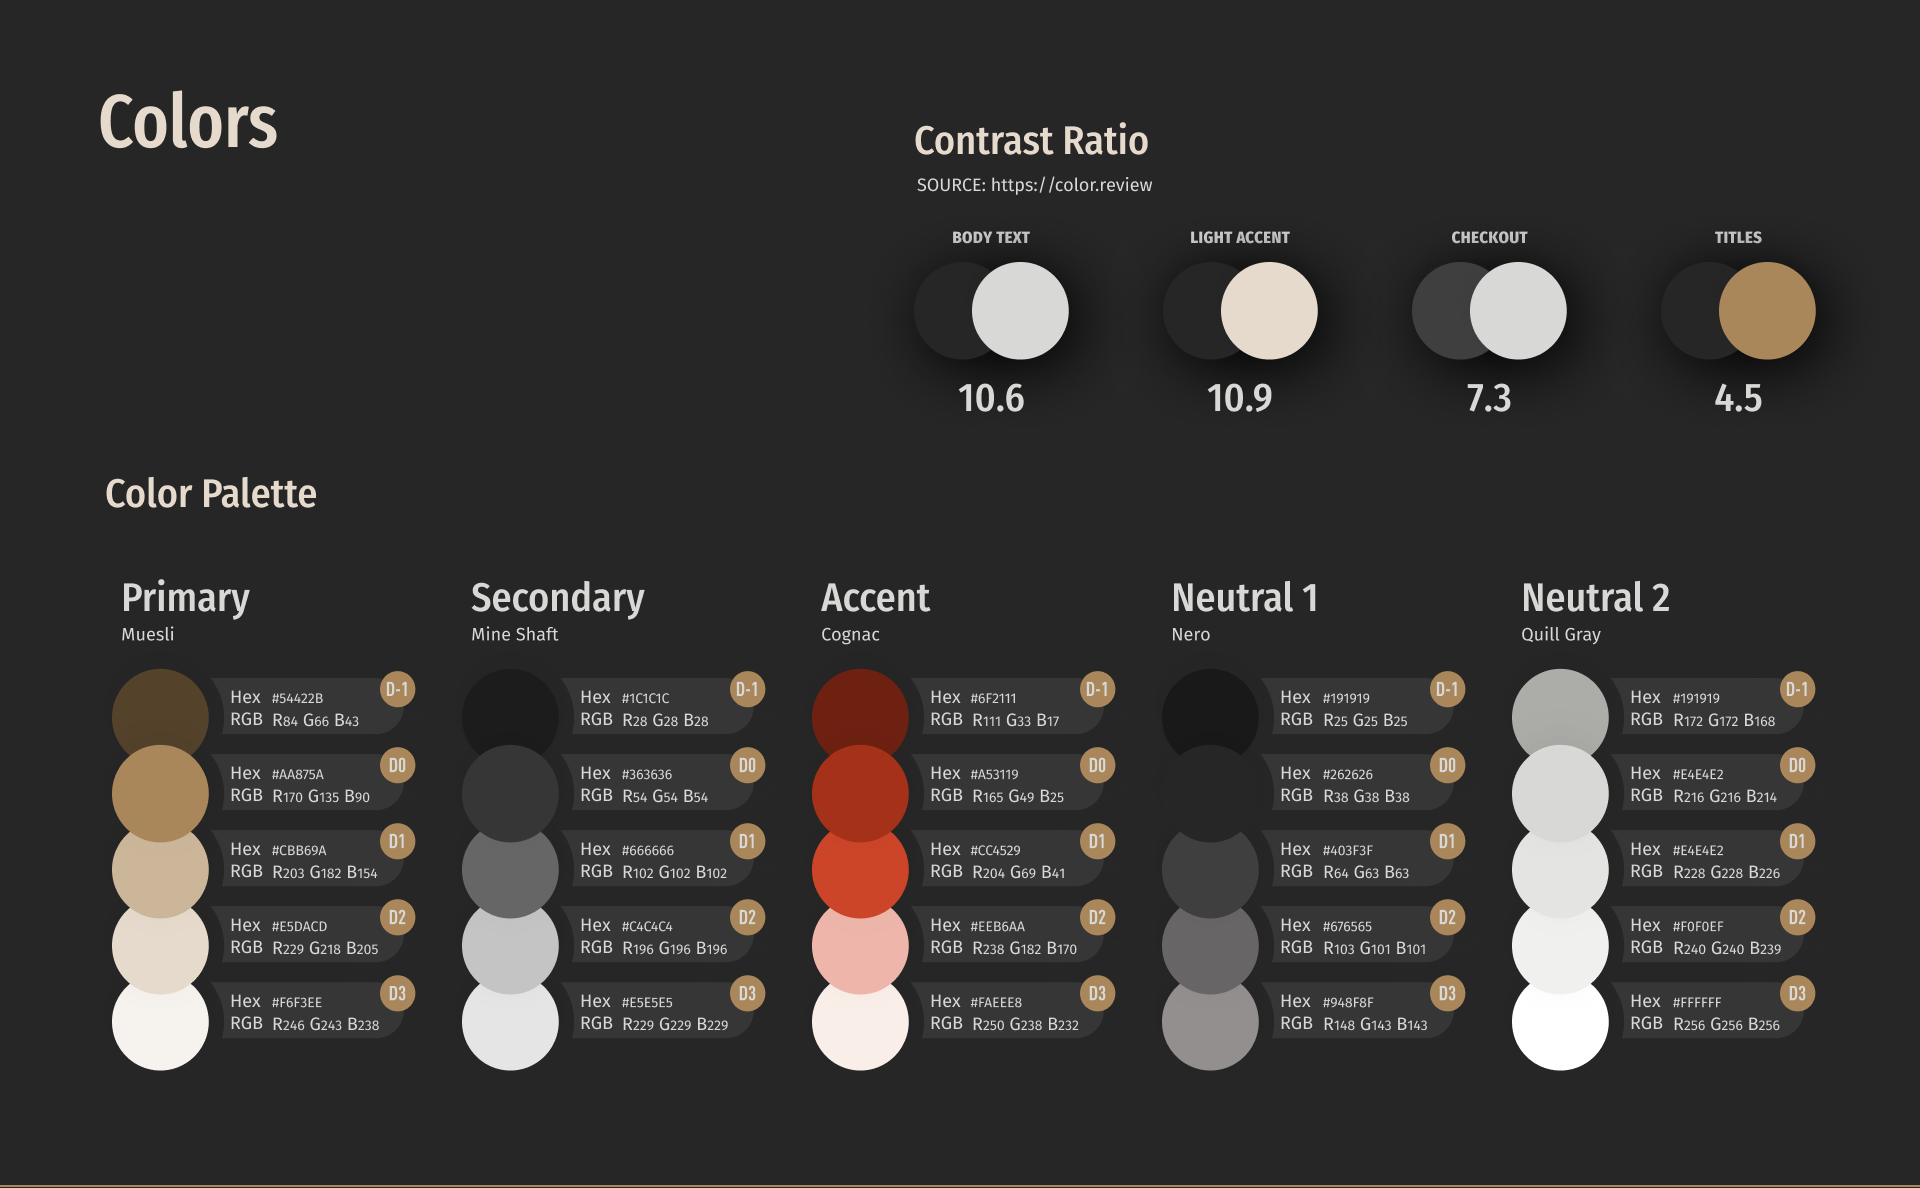 Colors
Contrast Ratio
SOURCE: https://color.review
BODY TEXT
10.6
LIGHT ACCENT
10.9
CHECKOUT
7.3
TITLES
4.5
Color Palette
Primary
Muesli
Hex #54422B
RGB R84 G66 B43
D-1
Hex #AA875A
RGB R170 G135 B90
D0
Hex #CBB69A
RGB R203 G182 B154
D1
Hex #E5DACD
RGB R229 G218 B205
D2
Hex #F6F3EE
RGB R246 G243 B238
D3
Secondary
Mine Shaft
Hex #1C1C1C
RGB R28 G28 B28
D-1
Hex #363636
RGB R54 G54 B54
D0
Hex #666666
RGB R102 G102 B102
D1
Hex #C4C4C4
RGB R196 G196 B196
D2
Hex #E5E5E5
RGB R229 G229 B229
D3
Accent
Cognac
Hex #6F2111
RGB R111 G33 B17
D-1
Hex #A53119
RGB R165 G49 B25
D0
Hex #CC4529
RGB R204 G69 B41
D1
Hex #EEB6AA
RGB R238 G182 B170
D2
Hex #FAEEE8
RGB R250 G238 B232
D3
Neutral 1
Nero
Hex #191919
RGB R25 G25 B25
D-1
Hex #262626
RGB R38 G38 B38
D0
Hex #403F3F
RGB R64 G63 B63
D1
Hex #676565
RGB R103 G101 B101
D2
Hex #948F8F
RGB R148 G143 B143
D3
Neutral 2
Quill Gray
Hex #191919
RGB R172 G172 B168
D-1
Hex #E4E4E2
RGB R216 G216 B214
D0
Hex #E4E4E2
RGB R228 G228 B226
D1
Hex #F0F0EF
RGB R240 G240 B239
D2
Hex #FFFFFF
RGB R256 G256 B256
D3